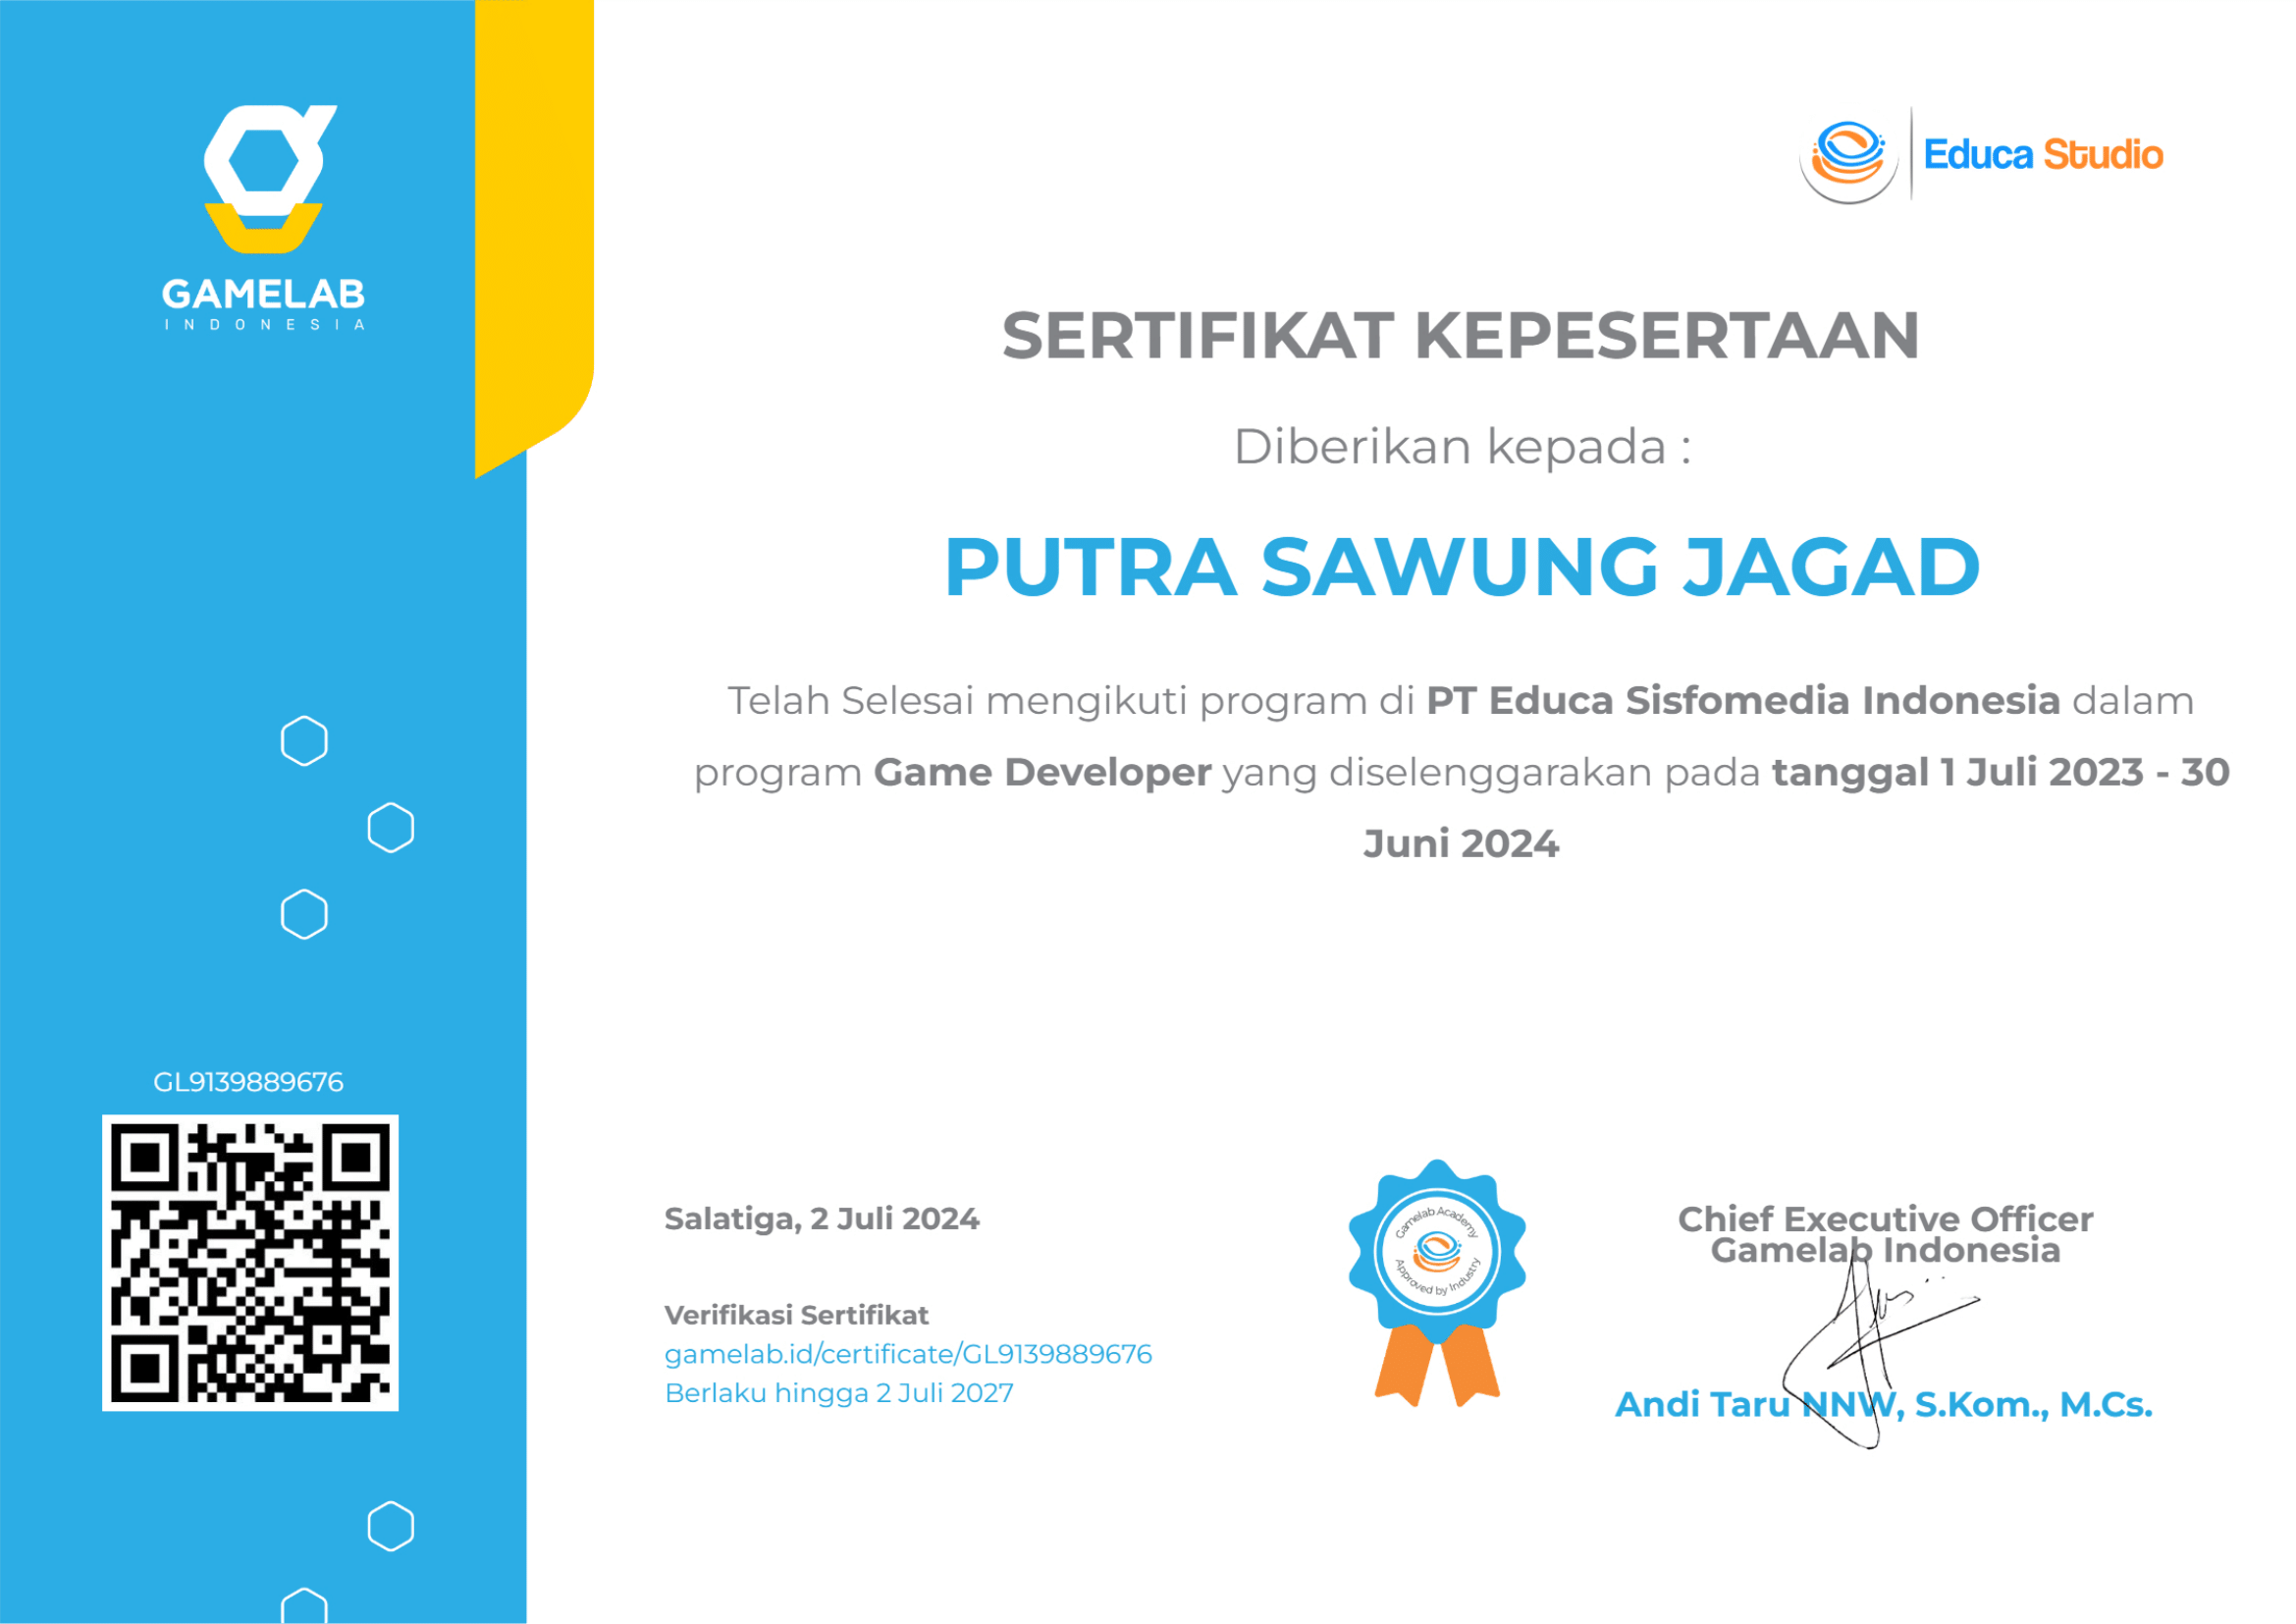 GAMELAB
INDONESIA
Educa Studio
SERTIFIKAT KEPESERTAAN
Diberikan kepada :
PUTRA SAWUNG JAGAD
Telah Selesai mengikuti program di PT Educa Sisfomedia Indonesia dalam
program Game Developer yang diselenggarakan pada tanggal 1 Juli 2023 - 30
Juni 2024
GL9139889676
Salatiga, 2 Juli 2024
Verifikasi Sertifikat
gamelab.id/certificate/GL9139889676
Berlaku hingga 2 Juli 2027
Gamelab Academy
Approved by Industry
Chief Executive Officer
Gamelab Indonesia
Andi Taru NNW, S.Kom., M.Cs.